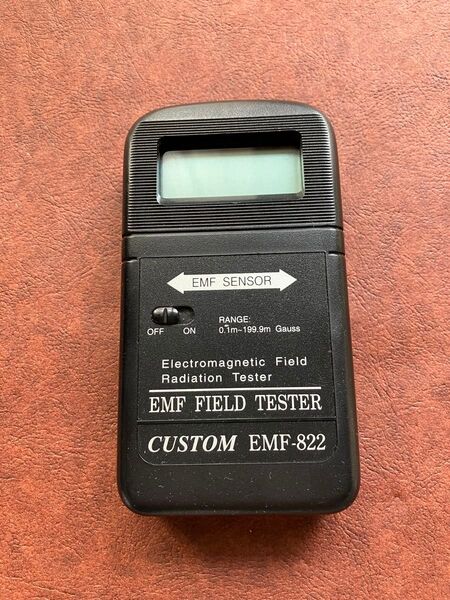 EMF SENSOR
OFF ON
RANGE:
0.1m~199.9m Gauss
Electromagnetic Field
Radiation Tester
EMF FIELD TESTER
CUSTOM EMF-822